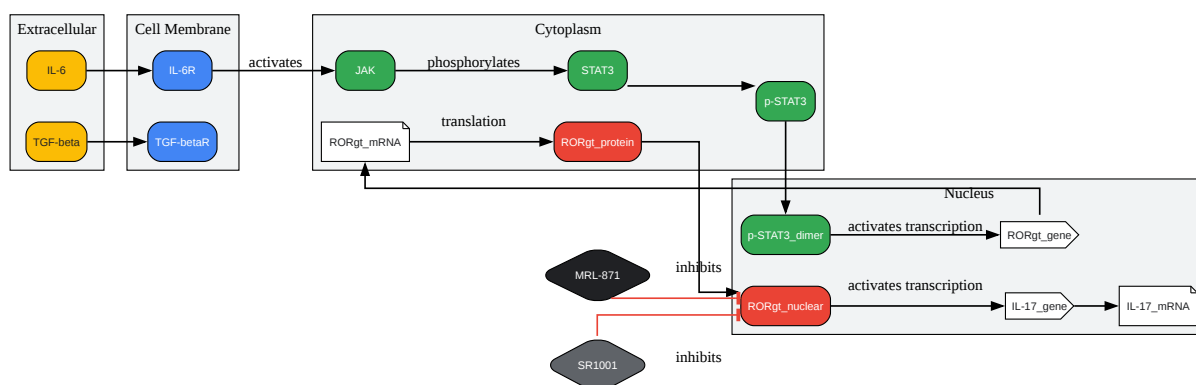 Extracellular
Cell Membrane
Cytoplasm
IL-6
IL-6R
activates
JAK
phosphorylates
STAT3
p-STAT3
TGF-beta
TGF-betaR
RORgt_mRNA
translation
RORgt_protein
Nucleus
p-STAT3_dimer
activates transcription
RORgt_gene
MRL-871
inhibits
RORgt_nuclear
activates transcription
IL-17_gene
IL-17_mRNA
SR1001
inhibits